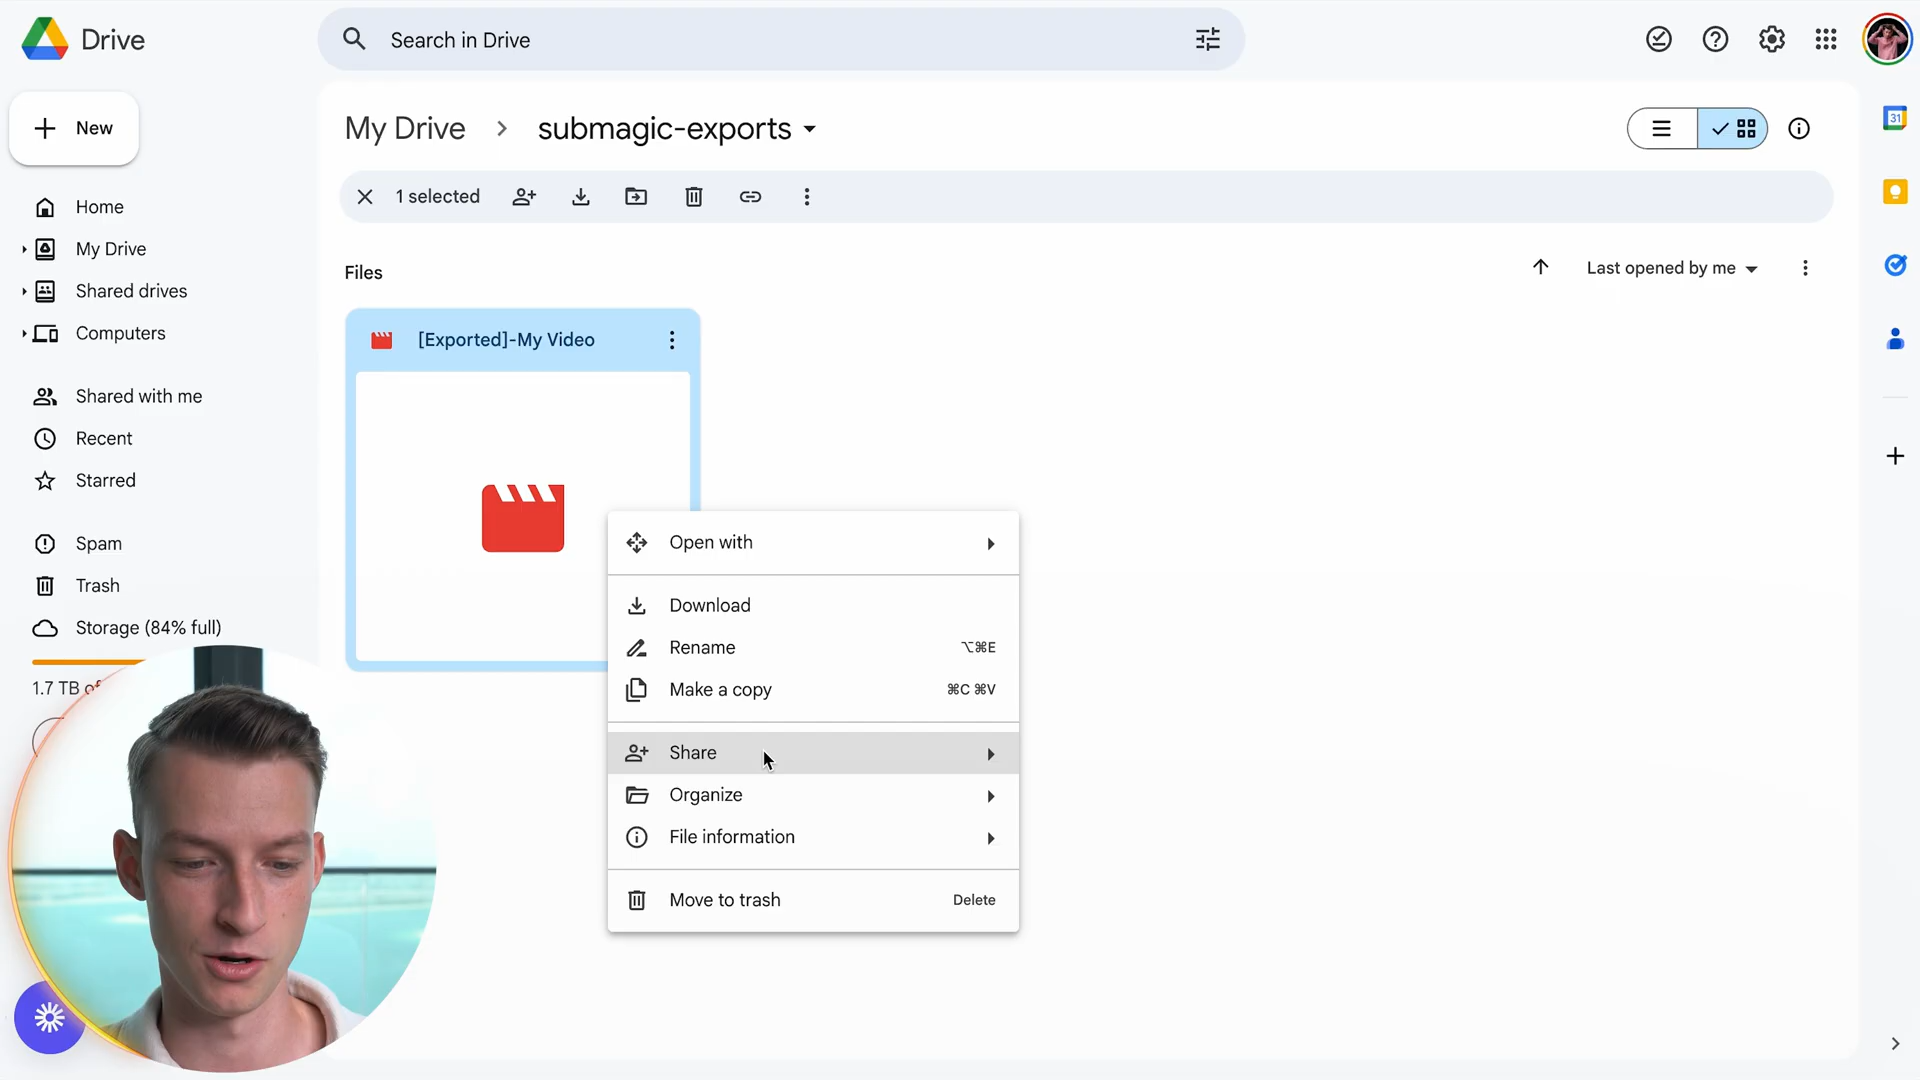 Drive
Search in Drive
New
My Drive
submagic-exports
1 selected
Home
My Drive
Shared drives
Computers
Shared with me
Recent
Starred
Spam
Trash
Storage (84% full)
1.7 TB of
Files
Last opened by me
[Exported]-My Video
Open with
Download
Rename ⌥⌘E
Make a copy ⌘C ⌘V
Share
Organize
File information
Move to trash Delete
31